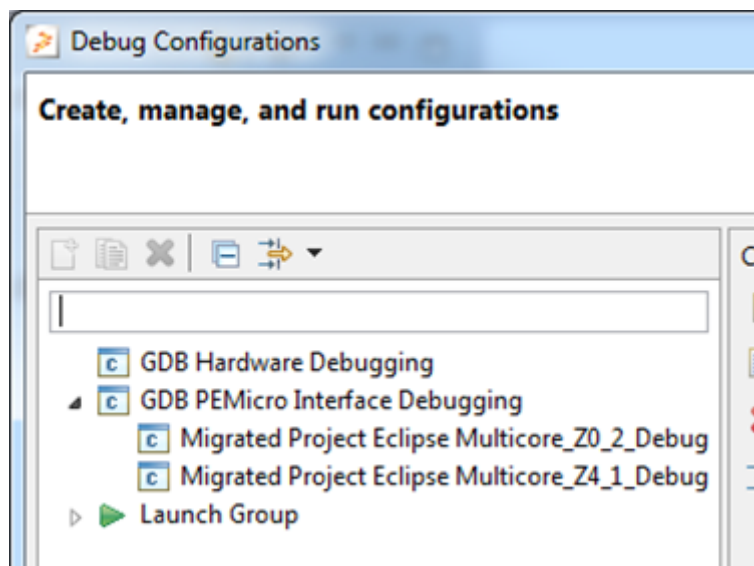 Debug Configurations
Create, manage, and run configurations
GDB Hardware Debugging
GDB PEMicro Interface Debugging
Migrated Project Eclipse Multicore_Z0_2_Debug
Migrated Project Eclipse Multicore_Z4_1_Debug
Launch Group